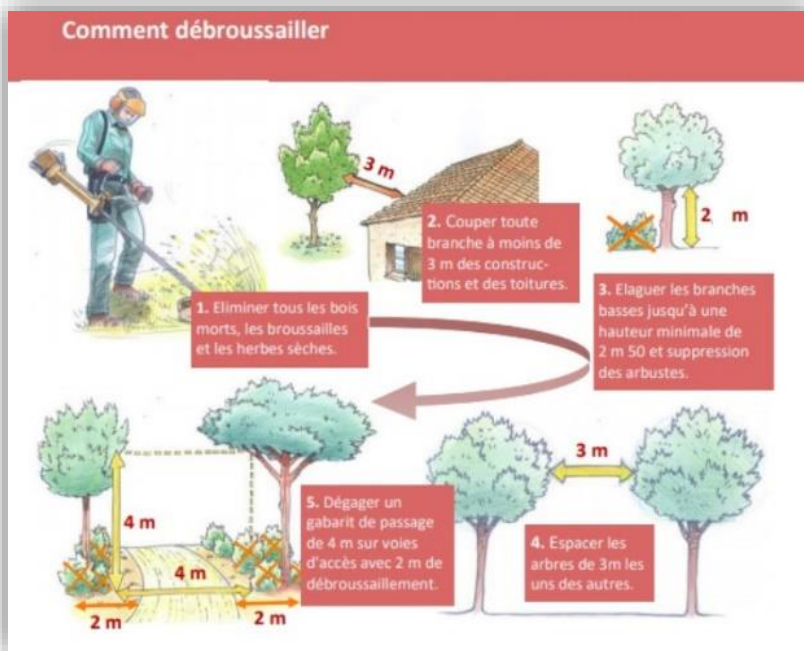 Comment débroussailler
3 m
2 m
2. Couper toute
branche à moins de
3 m des construc-
tions et des toitures.
1. Eliminer tous les bois
morts, les broussailles
et les herbes sèches.
3. Elaguer les branches
basses jusqu'à une
hauteur minimale de
2 m 50 et suppression
des arbustes.
4 m
4 m
2 m
2 m
5. Dégager un
gabarit de passage
de 4 m sur voies
d'accès avec 2 m de
débroussaillement.
3 m
4. Espacer les
arbres de 3m les
uns des autres.